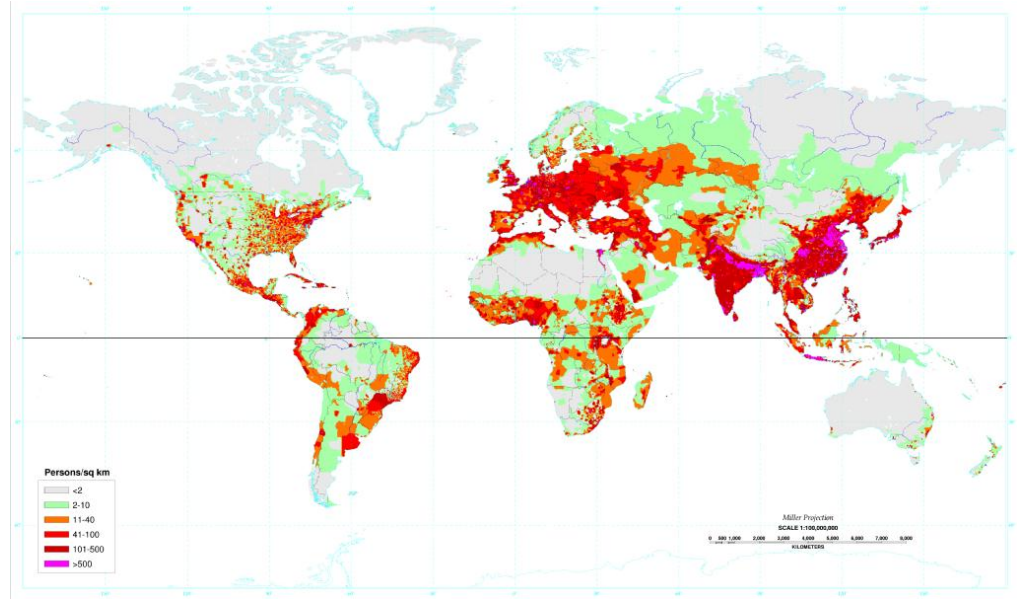 Persons/sq km
<2
2-10
11-40
41-100
101-500
>500
Miller Projection
SCALE 1:100,000,000
0 500 1,000 2,000 3,000 4,000 5,000 6,000 7,000 8,000
KILOMETERS